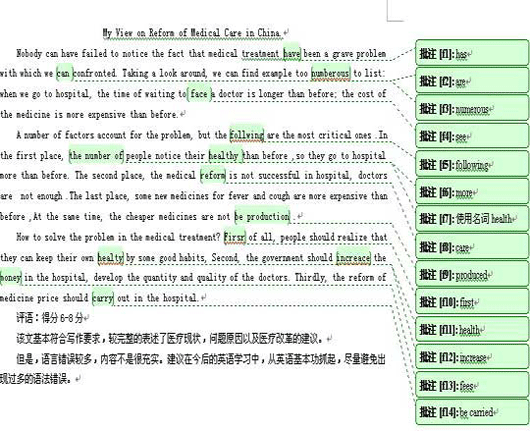 My View on Reform of Medical Care in China.
Nobody can have failed to notice the fact that medical treatment have been a grave problem
with which we can confronted. Taking a look around, we can find example too numberous to list:
when we go to hospital, the time of waiting to face a doctor is longer than before; the cost of
the medicine is more expensive than before.
A number of factors account for the problem, but the follwing are the most critical ones .In
the first place, the number of people notice their healthy than before ,so they go to hospital
more than before. The second place, the medical reform is not successful in hospital, doctors
are not enough .The last place, some new medicines for fever and cough are more expensive than
before ,At the same time, the cheaper medicines are not be production .
How to solve the problem in the medical treatment? Firsr of all, people should realize that
they can keep their own healty by some good habits, Second, the government should increace the
money in the hospital, develop the quantity and quality of the doctors. Thirdly, the reform of
medicine price should carry out in the hospital.
评语：得分 6-8 分
该文基本符合写作要求，较完整的表述了医疗现状，问题原因以及医疗改革的建议。
但是，语言错误较多，内容不是很充实。建议在今后的英语学习中，从英语基本功抓起，尽量避免出
现过多的语法错误。
批注 [f1]: has
批注 [f2]: are
批注 [f3]: numerous
批注 [f4]: see
批注 [f5]: following
批注 [f6]: more
批注 [f7]: 使用名词 health
批注 [f8]: care
批注 [f9]: produced
批注 [f10]: first
批注 [f11]: health
批注 [f12]: increase
批注 [f13]: fees
批注 [f14]: be carried